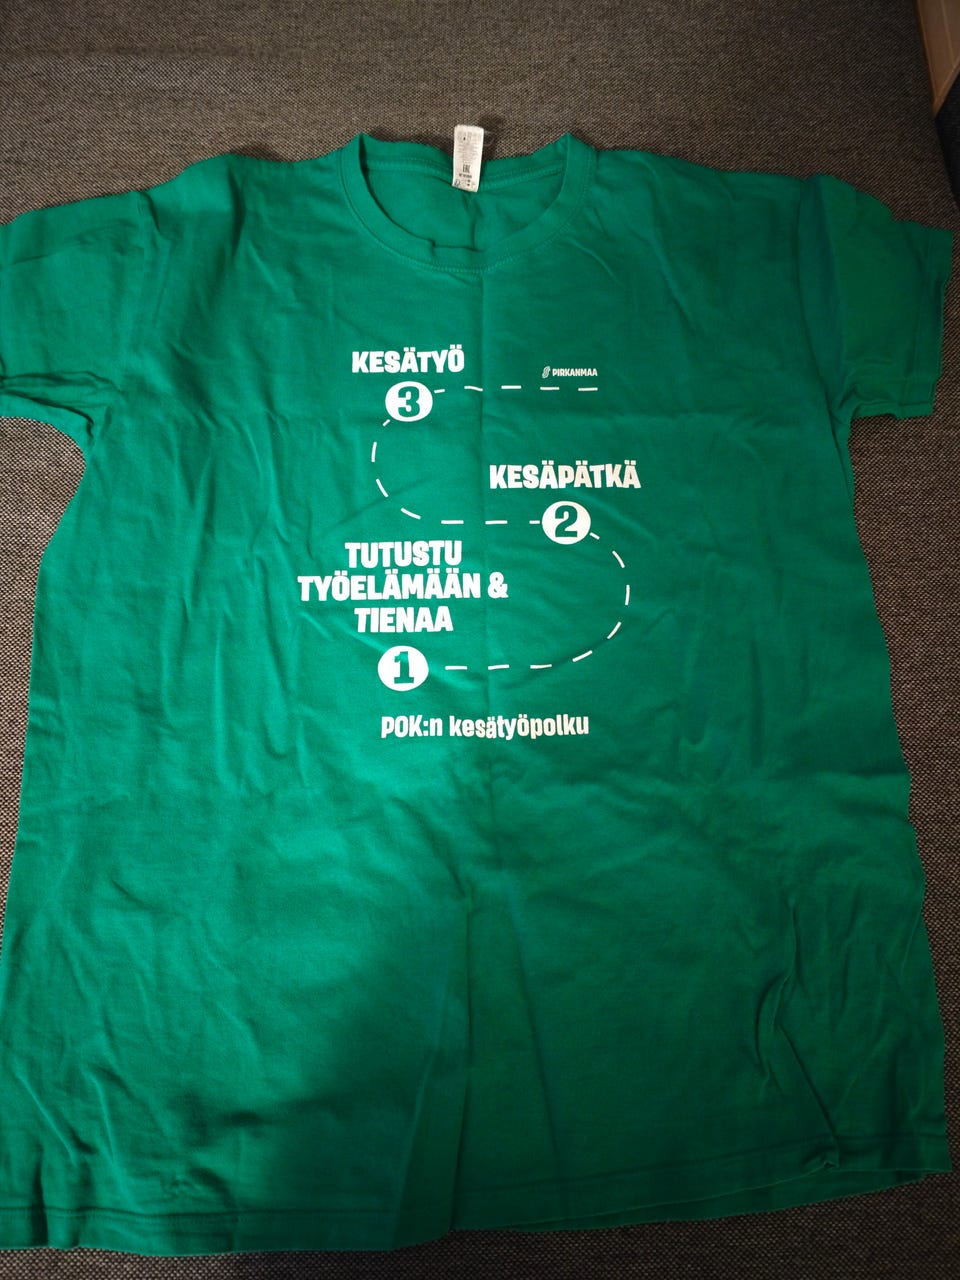 KESÄTYÖ
PIRKANMAA
3
KESÄPÄTKÄ
2
TUTUSTU
TYÖELÄMÄÄN &
TIENAA
1
POK:n kesätyöpolku